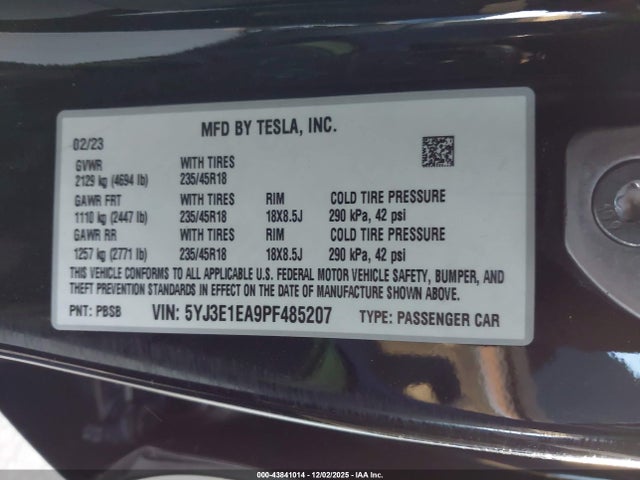 MFD BY TESLA, INC.
02/23
GVWR WITH TIRES
2129 kg (4694 lb) 235/45R18
GAWR FRT WITH TIRES RIM COLD TIRE PRESSURE
1110 kg (2447 lb) 235/45R18 18X8.5J 290 kPa, 42 psi
GAWR RR WITH TIRES RIM COLD TIRE PRESSURE
1257 kg (2771 lb) 235/45R18 18X8.5J 290 kPa, 42 psi
THIS VEHICLE CONFORMS TO ALL APPLICABLE U.S. FEDERAL MOTOR VEHICLE SAFETY, BUMPER, AND
THEFT PREVENTION STANDARDS IN EFFECT ON THE DATE OF MANUFACTURE SHOWN ABOVE.
PNT: PBSB VIN: 5YJ3E1EA9PF485207 TYPE: PASSENGER CAR
000-43841014 - 12/02/2025 - IAA Inc.